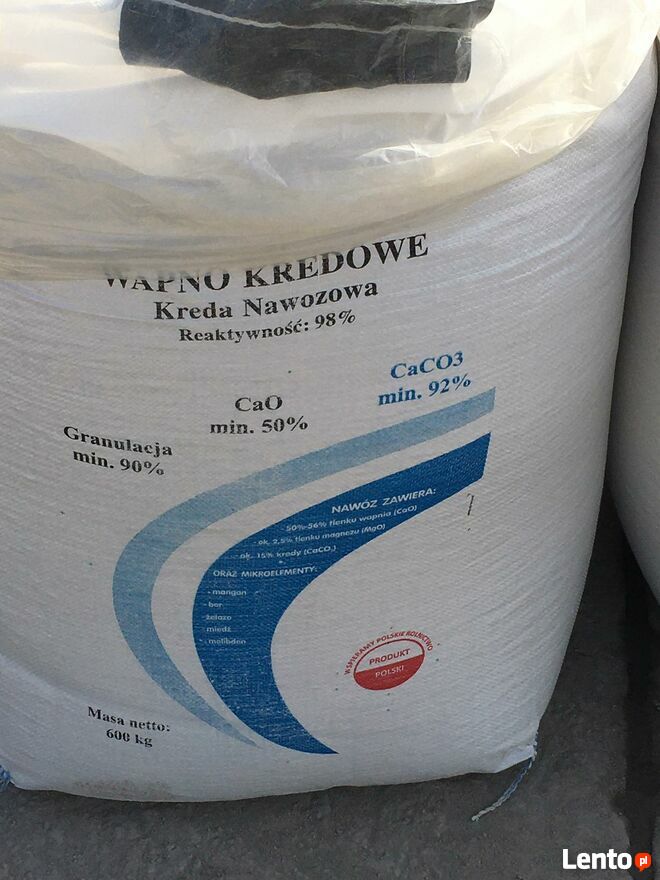 WAPNO KREDOWE
Kreda Nawozowa
Reaktywność: 98%
CaCO3
min. 92%
CaO
min. 50%
Granulacja
min. 90%
NAWÓZ ZAWIERA:
- 50%-56% tlenku wapnia (CaO)
- ok. 2,5% tlenku magnezu (MgO)
- ok. 15% kredy (CaCO₃)
ORAZ MIKROELEMENTY:
- mangan
- bor
- żelazo
- miedź
- molibden
WSPIERAMY POLSKIE ROLNICTWO
PRODUKT
POLSKI
Masa netto:
600 kg
Lento.pl